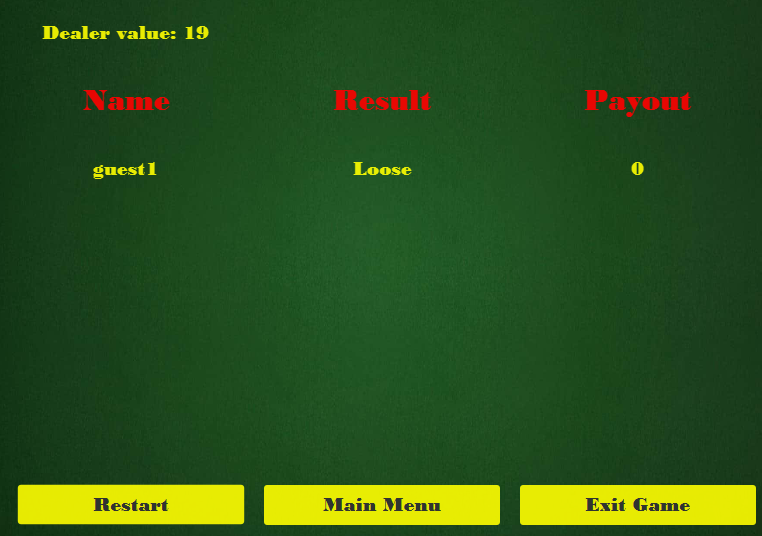 Dealer value: 19
Name Result Payout
guest1 Loose 0
Restart Main Menu Exit Game